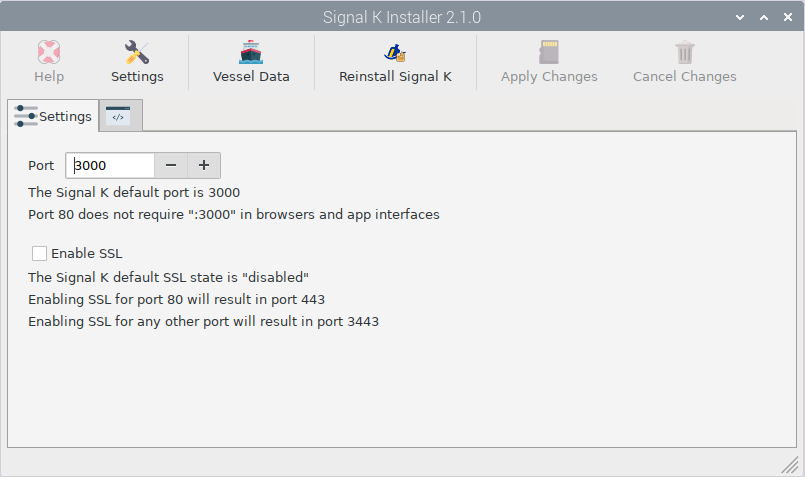 Signal K Installer 2.1.0
Help
Settings
Vessel Data
Reinstall Signal K
Apply Changes
Cancel Changes
Settings
</>
Port 3000 − +
The Signal K default port is 3000
Port 80 does not require ":3000" in browsers and app interfaces
Enable SSL
The Signal K default SSL state is "disabled"
Enabling SSL for port 80 will result in port 443
Enabling SSL for any other port will result in port 3443